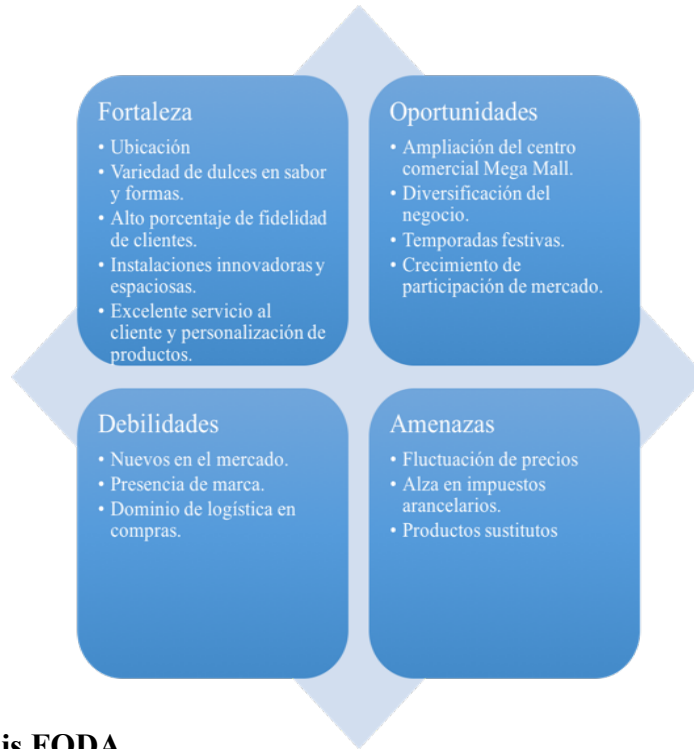 Fortaleza
• Ubicación
• Variedad de dulces en sabor
y formas.
• Alto porcentaje de fidelidad
de clientes.
• Instalaciones innovadoras y
espaciosas.
• Excelente servicio al
cliente y personalización de
productos.
Oportunidades
• Ampliación del centro
comercial Mega Mall.
• Diversificación del
negocio.
• Temporadas festivas.
• Crecimiento de
participación de mercado.
Debilidades
• Nuevos en el mercado.
• Presencia de marca.
• Dominio de logística en
compras.
Amenazas
• Fluctuación de precios
• Alza en impuestos
arancelarios.
• Productos sustitutos
is FODA